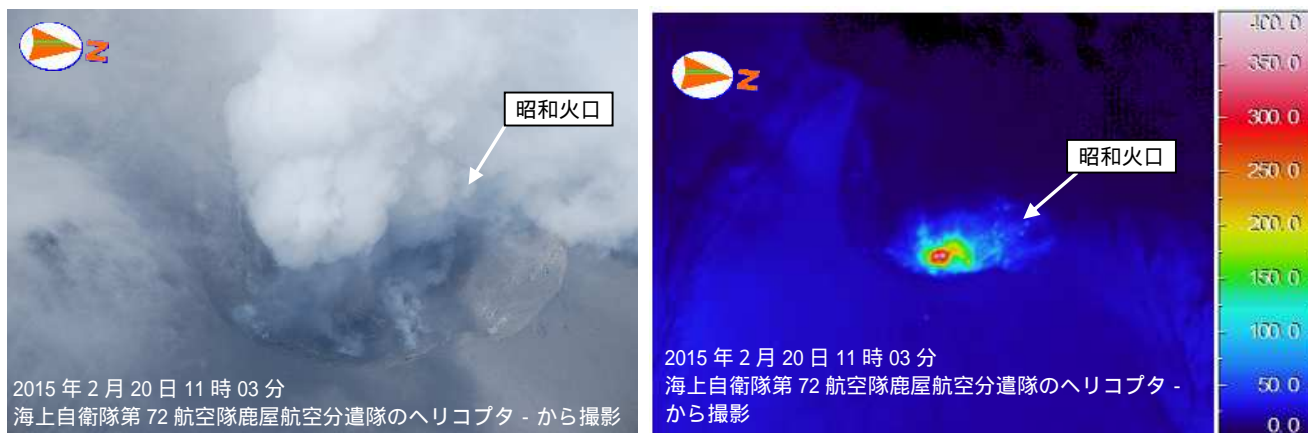 N
昭和火口
2015 年 2 月 20 日 11 時 03 分
海上自衛隊第 72 航空隊鹿屋航空分遣隊のヘリコプタ - から撮影
N
昭和火口
2015 年 2 月 20 日 11 時 03 分
海上自衛隊第 72 航空隊鹿屋航空分遣隊のヘリコプタ -
から撮影
400.0
350.0
300.0
250.0
200.0
150.0
100.0
50.0
0.0